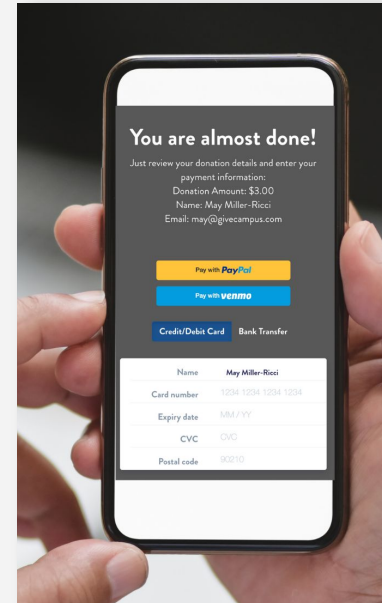 You are almost done!
Just review your donation details and enter your
payment information:
Donation Amount: $3.00
Name: May Miller-Ricci
Email: may@givecampus.com
Pay with PayPal
Pay with venmo
Credit/Debit Card Bank Transfer
Name May Miller-Ricci
Card number 1234 1234 1234 1234
Expiry date MM / YY
CVC CVC
Postal code 90210